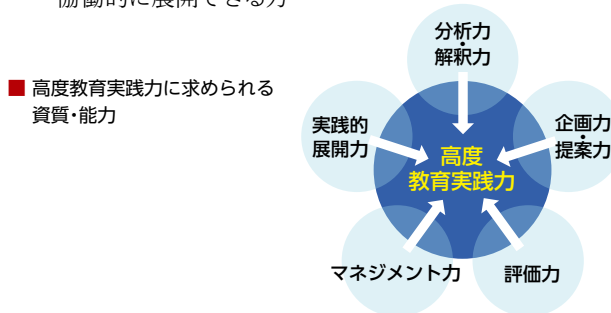 協働的に展開できる力
■ 高度教育実践力に求められる
資質・能力
分析力
・
解釈力
実践的
展開力
企画力
・
提案力
高度
教育実践力
マネジメント力
評価力